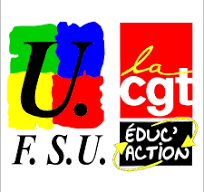 U.
F. S. U.
la
cgt
ÉDUC'
ACTION